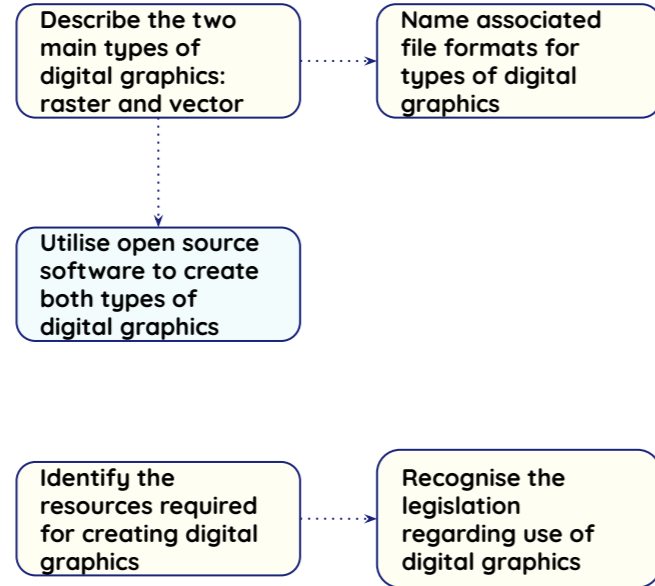 Describe the two
main types of
digital graphics:
raster and vector
Name associated
file formats for
types of digital
graphics
Utilise open source
software to create
both types of
digital graphics
Identify the
resources required
for creating digital
graphics
Recognise the
legislation
regarding use of
digital graphics